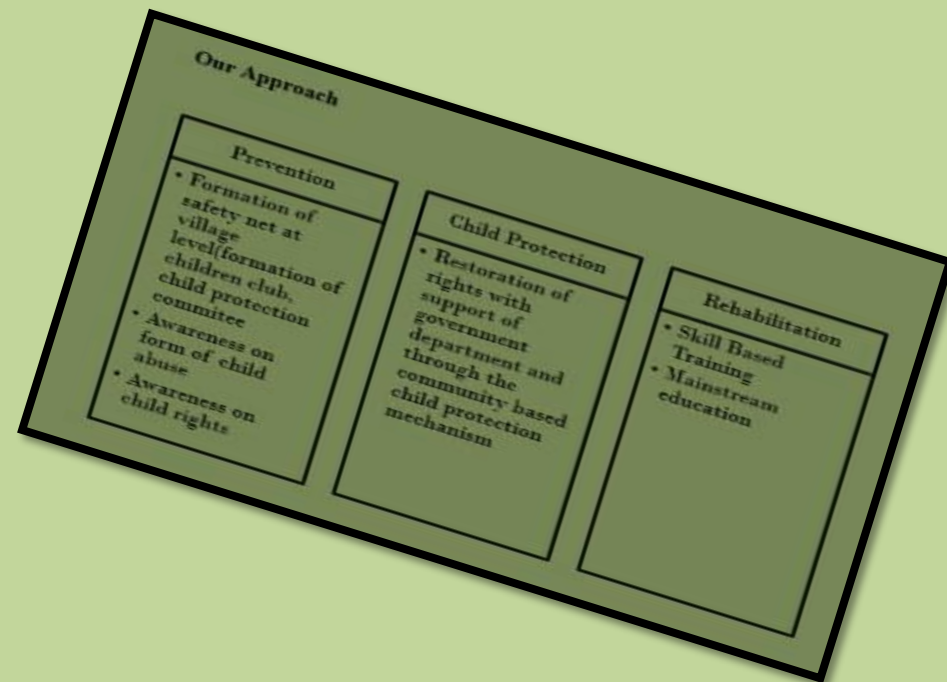 Our Approach
Prevention
• Formation of
safety net at
village
level(formation of
children club,
child protection
commitee
• Awareness on
form of child
abuse
• Awareness on
child rights
Child Protection
• Restoration of
rights with
support of
government
department and
through the
community based
child protection
mechanism
Rehabilitation
• Skill Based
Training
• Mainstream
education